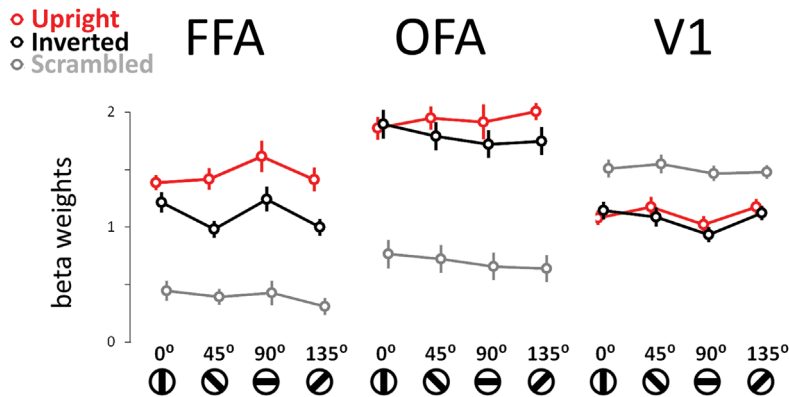 Upright
Inverted
Scrambled
FFA
OFA
V1
beta weights
2
1
0
0º 45º 90º 135º
0º 45º 90º 135º
0º 45º 90º 135º